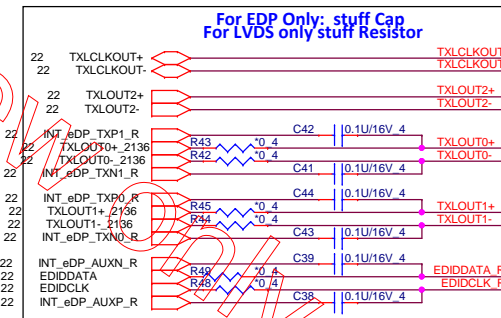 For EDP Only: stuff Cap
For LVDS only stuff Resistor
22 TXLCLKOUT+ TXLCLKOUT
22 TXLCLKOUT- TXLCLKOUT
22 TXLOUT2+ TXLOUT2+
22 TXLOUT2- TXLOUT2-
22 INT_eDP_TXP1_R C42 0.1U/16V_4
22 TXLOUT0+_2136 R43 *0_4 TXLOUT0+
22 TXLOUT0-_2136 R42 *0_4 TXLOUT0-
22 INT_eDP_TXN1_R C41 0.1U/16V_4
22 INT_eDP_TXP0_R C44 0.1U/16V_4
22 TXLOUT1+_2136 R45 *0_4 TXLOUT1+
22 TXLOUT1-_2136 R44 *0_4 TXLOUT1-
22 INT_eDP_TXN0_R C43 0.1U/16V_4
22 INT_eDP_AUXN_R C39 0.1U/16V_4
22 EDIDDATA R49 *0_4 EDIDDATA_R
22 EDIDCLK R48 *0_4 EDIDCLK_R
22 INT_eDP_AUXP_R C38 0.1U/16V_4